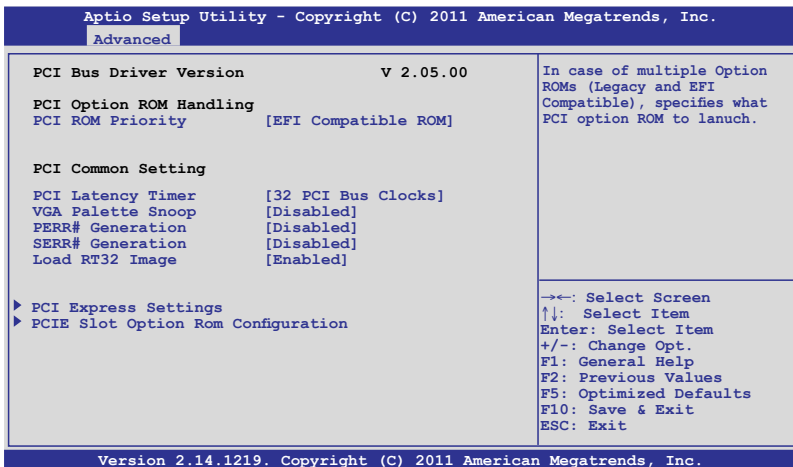 Aptio Setup Utility - Copyright (C) 2011 American Megatrends, Inc.
Advanced
PCI Bus Driver Version V 2.05.00
PCI Option ROM Handling
PCI ROM Priority [EFI Compatible ROM]
PCI Common Setting
PCI Latency Timer [32 PCI Bus Clocks]
VGA Palette Snoop [Disabled]
PERR# Generation [Disabled]
SERR# Generation [Disabled]
Load RT32 Image [Enabled]
PCI Express Settings
PCIE Slot Option Rom Configuration
In case of multiple Option
ROMs (Legacy and EFI
Compatible), specifies what
PCI option ROM to lanuch.
→←: Select Screen
↑↓: Select Item
Enter: Select Item
+/-: Change Opt.
F1: General Help
F2: Previous Values
F5: Optimized Defaults
F10: Save & Exit
ESC: Exit
Version 2.14.1219. Copyright (C) 2011 American Megatrends, Inc.